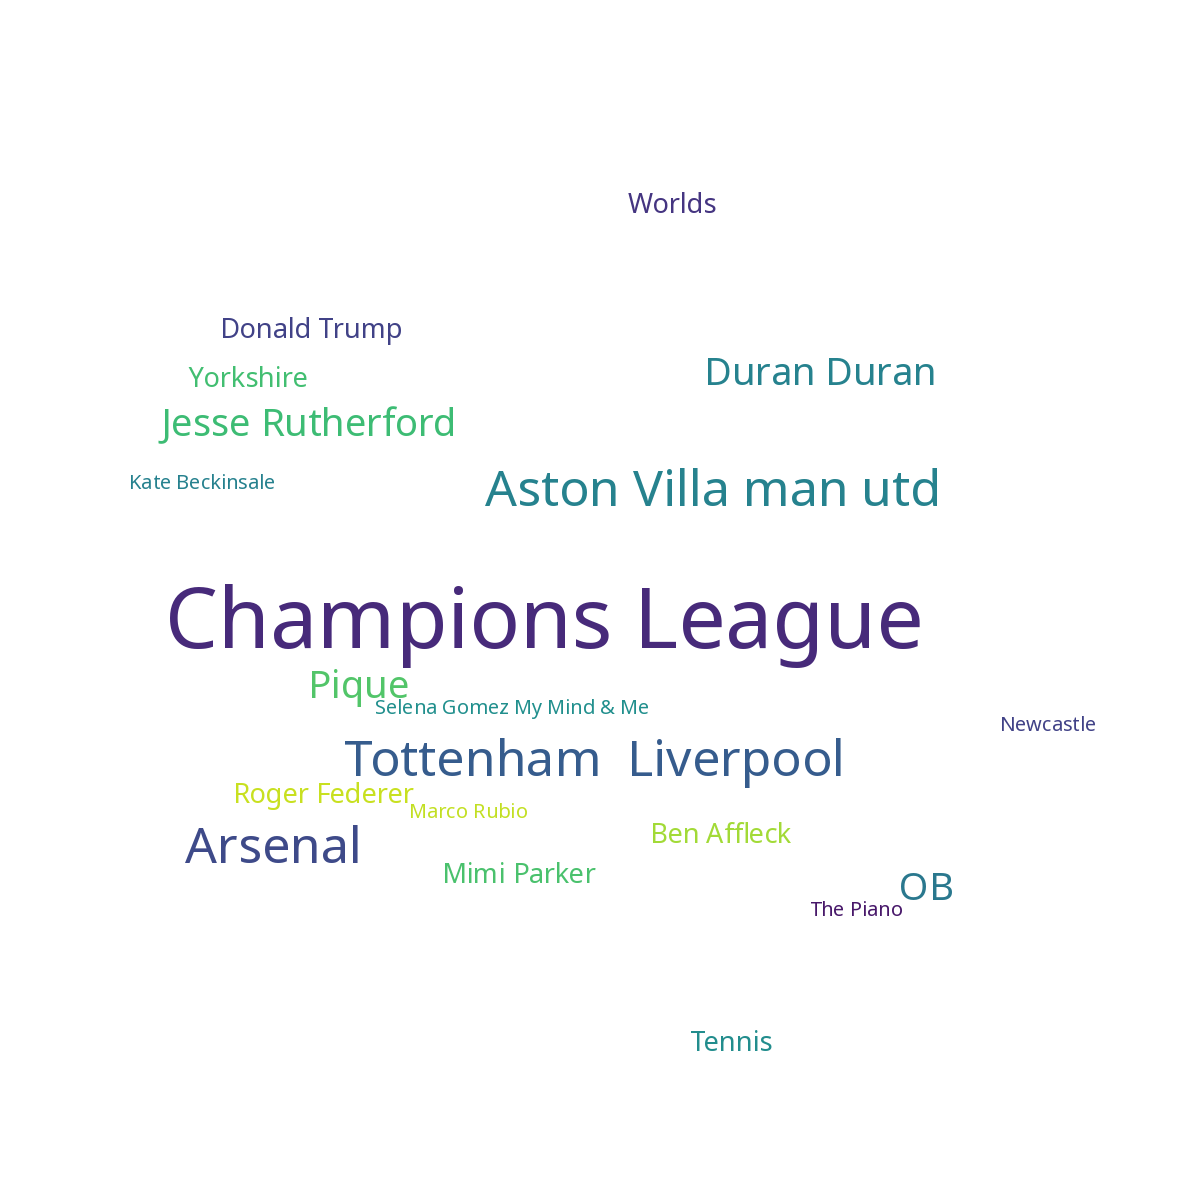 Worlds
Donald Trump
Duran Duran
Yorkshire
Jesse Rutherford
Kate Beckinsale
Aston Villa man utd
Champions League
Pique
Selena Gomez My Mind & Me
Newcastle
Tottenham Liverpool
Roger Federer
Marco Rubio
Ben Affleck
Arsenal
Mimi Parker
OB
The Piano
Tennis